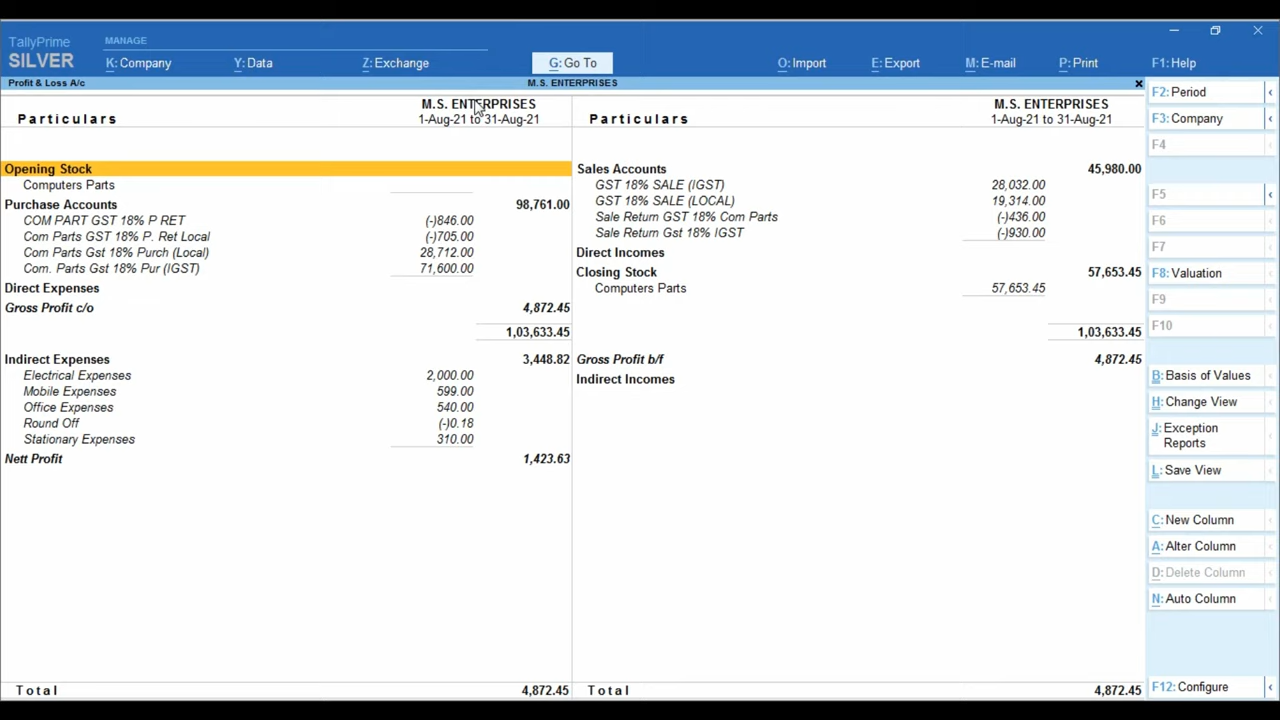 TallyPrime
SILVER
MANAGE
K: Company
Y: Data
Z: Exchange
G: Go To
O: Import
E: Export
M: E-mail
P: Print
F1: Help
Profit & Loss A/c
M.S. ENTERPRISES
Particulars
M.S. ENTERPRISES
1-Aug-21 to 31-Aug-21
Opening Stock
Computers Parts
Purchase Accounts 98,761.00
COM PART GST 18% P RET (-)846.00
Com Parts GST 18% P. Ret Local (-)705.00
Com Parts Gst 18% Purch (Local) 28,712.00
Com. Parts Gst 18% Pur (IGST) 71,600.00
Direct Expenses
Gross Profit c/o 4,872.45
1,03,633.45
Indirect Expenses 3,448.82
Electrical Expenses 2,000.00
Mobile Expenses 599.00
Office Expenses 540.00
Round Off (-)0.18
Stationary Expenses 310.00
Nett Profit 1,423.63
Total 4,872.45
Particulars
M.S. ENTERPRISES
1-Aug-21 to 31-Aug-21
Sales Accounts 45,980.00
GST 18% SALE (IGST) 28,032.00
GST 18% SALE (LOCAL) 19,314.00
Sale Return GST 18% Com Parts (-)436.00
Sale Return Gst 18% IGST (-)930.00
Direct Incomes
Closing Stock 57,653.45
Computers Parts 57,653.45
1,03,633.45
Gross Profit b/f 4,872.45
Indirect Incomes
Total 4,872.45
F2: Period
F3: Company
F4
F5
F6
F7
F8: Valuation
F9
F10
B: Basis of Values
H: Change View
J: Exception
Reports
L: Save View
C: New Column
A: Alter Column
D: Delete Column
N: Auto Column
F12: Configure